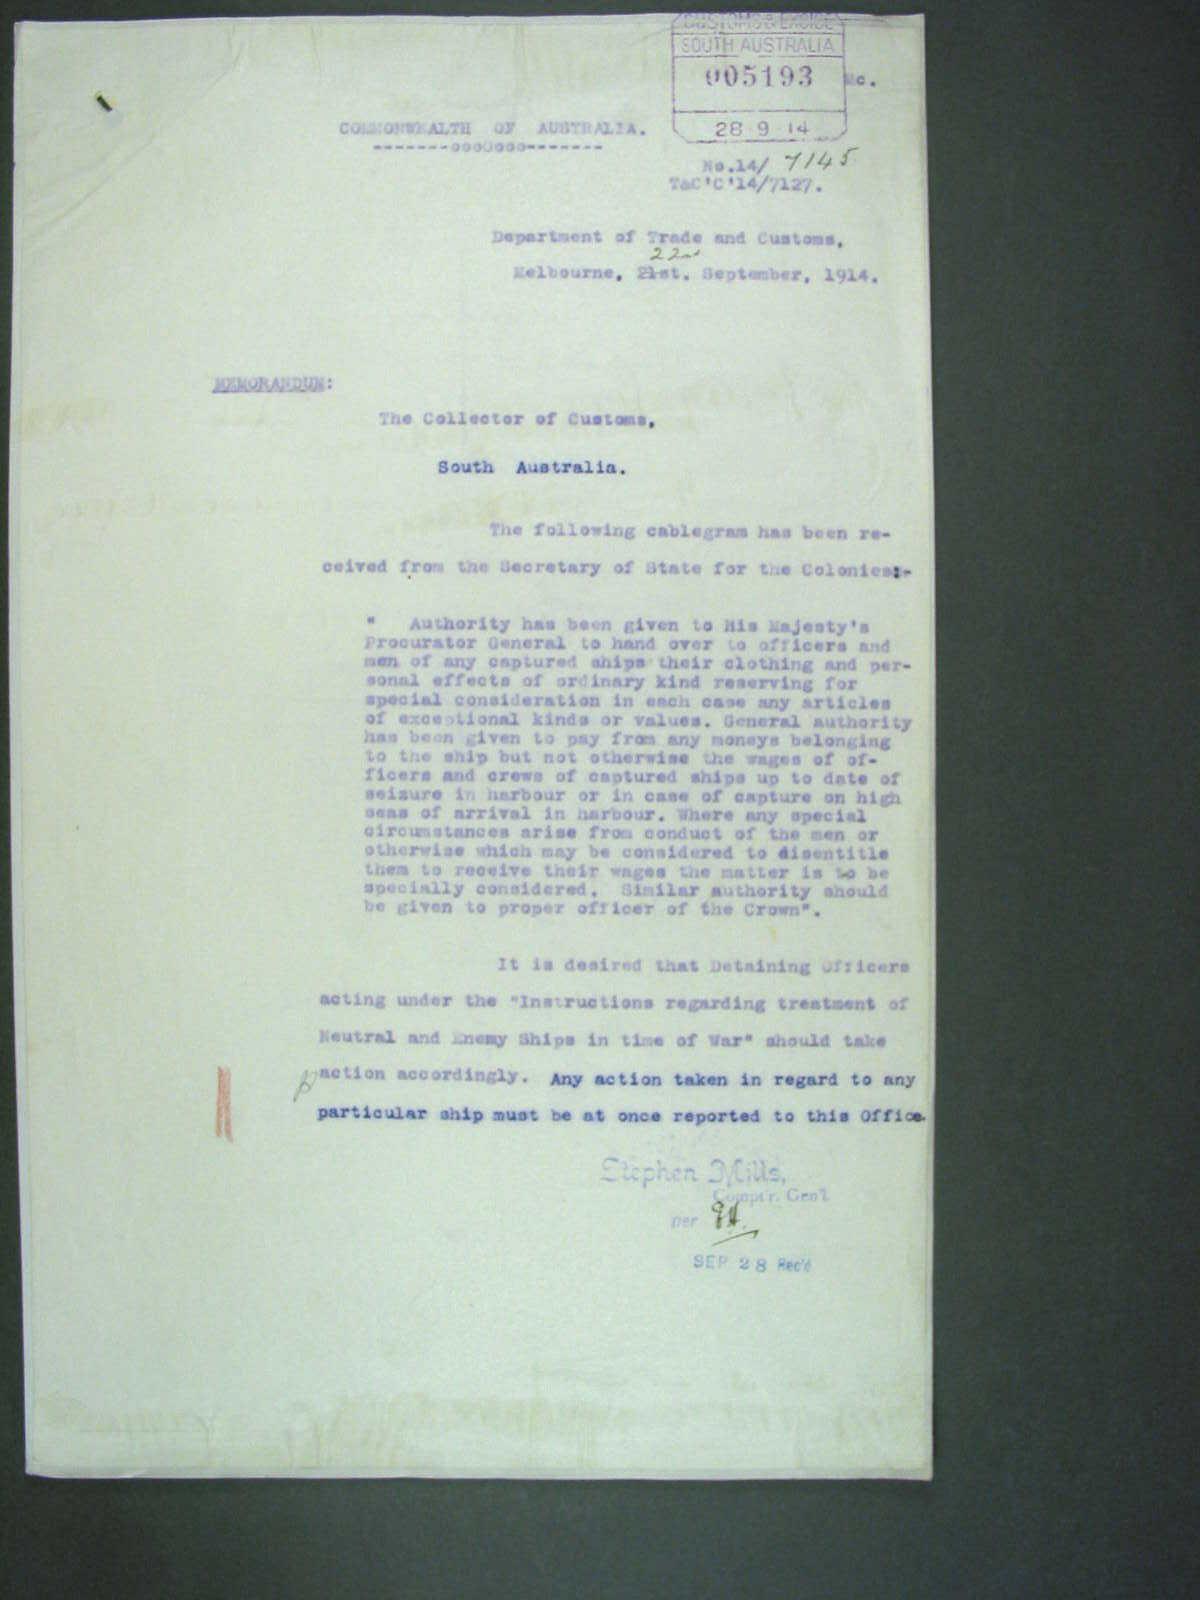 CUSTOMS & EXCISE
SOUTH AUSTRALIA
005193
Mc.
28 9 14
COMMONWEALTH OF AUSTRALIA.
-------ooo0ooo-------
No.14/ 7145
T&C'C'14/7127.
Department of Trade and Customs,
22nd
Melbourne, 21st. September, 1914.
MEMORANDUM:
The Collector of Customs,
South Australia.
The following cablegram has been re-
ceived from the Secretary of State for the Colonies:-
" Authority has been given to His Majesty's
Procurator General to hand over to officers and
men of any captured ships their clothing and per-
sonal effects of ordinary kind reserving for
special consideration in each case any articles
of exceptional kinds or values. General authority
has been given to pay from any moneys belonging
to the ship but not otherwise the wages of of-
ficers and crews of captured ships up to date of
seizure in harbour or in case of capture on high
seas of arrival in harbour. Where any special
circumstances arise from conduct of the men or
otherwise which may be considered to disentitle
them to receive their wages the matter is to be
specially considered. Similar authority should
be given to proper officer of the Crown".
It is desired that Detaining Officers
acting under the "Instructions regarding treatment of
Neutral and Enemy Ships in time of War" should take
action accordingly. Any action taken in regard to any
particular ship must be at once reported to this Office.
Stephen Mills,
Compt'r. Gen'l
per
SEP 28 Rec'd